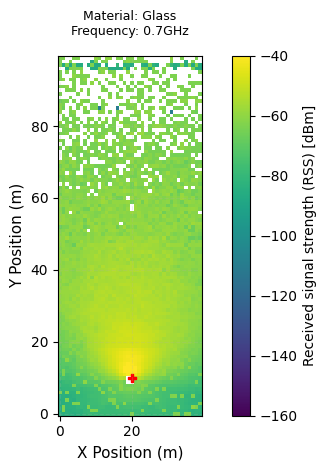 Material: Glass
Frequency: 0.7GHz
Y Position (m)
80
60
40
20
0
0
20
X Position (m)
−40
−60
−80
−100
−120
−140
−160
Received signal strength (RSS) [dBm]